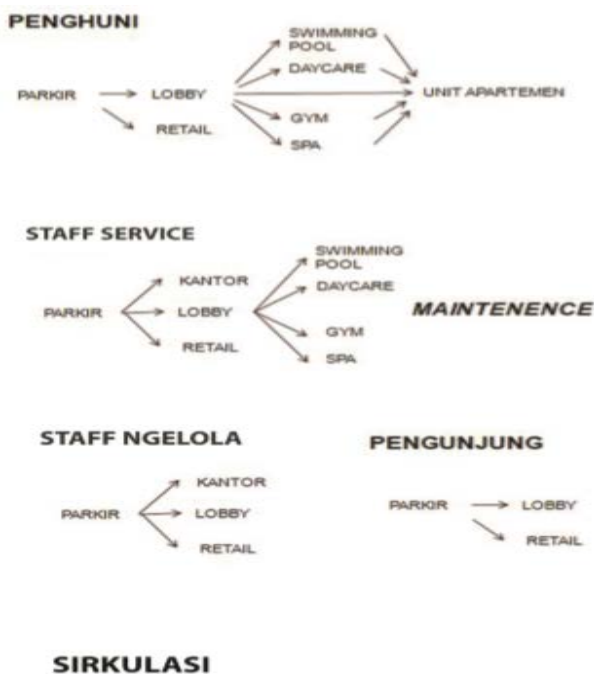 PENGHUNI
SWIMMING
POOL
DAYCARE
PARKIR
LOBBY
UNIT APARTEMEN
GYM
RETAIL
SPA
STAFF SERVICE
SWIMMING
POOL
KANTOR
DAYCARE
PARKIR
LOBBY
MAINTENENCE
GYM
RETAIL
SPA
STAFF NGELOLA
KANTOR
PARKIR
LOBBY
RETAIL
PENGUNJUNG
PARKIR
LOBBY
RETAIL
SIRKULASI